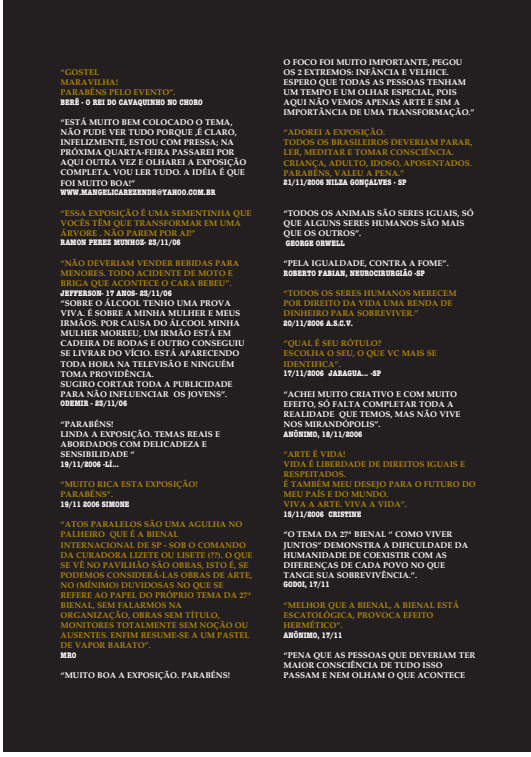 “GOSTEI.
MARAVILHA!
PARABÉNS PELO EVENTO”.
BERÊ - O REI DO CAVAQUINHO NO CHORO
“ESTÁ MUITO BEM COLOCADO O TEMA,
NÃO PUDE VER TUDO PORQUE ,É CLARO,
INFELIZMENTE, ESTOU COM PRESSA; NA
PRÓXIMA QUARTA-FEIRA PASSAREI POR
AQUI OUTRA VEZ E OLHAREI A EXPOSIÇÃO
COMPLETA. VOU LER TUDO. A IDÉIA É QUE
FOI MUITO BOA!”
WWW.MANGELICAREZENDE@YAHOO.COM.BR
“ESSA EXPOSIÇÃO É UMA SEMENTINHA QUE
VOCÊS TÊM QUE TRANSFORMAR EM UMA
ÁRVORE . NÃO PAREM POR AÍ!”
RAMON PEREZ MUNHOZ- 23/11/06
“NÃO DEVERIAM VENDER BEBIDAS PARA
MENORES. TODO ACIDENTE DE MOTO E
BRIGA QUE ACONTECE O CARA BEBEU”.
JEFFERSON- 17 ANOS- 23/11/06
“SOBRE O ÁLCOOL TENHO UMA PROVA
VIVA. É SOBRE A MINHA MULHER E MEUS
IRMÃOS. POR CAUSA DO ÁLCOOL MINHA
MULHER MORREU, UM IRMÃO ESTÁ EM
CADEIRA DE RODAS E OUTRO CONSEGUIU
SE LIVRAR DO VÍCIO. ESTÁ APARECENDO
TODA HORA NA TELEVISÃO E NINGUÉM
TOMA PROVIDÊNCIA.
SUGIRO CORTAR TODA A PUBLICIDADE
PARA NÃO INFLUENCIAR  OS JOVENS”.
ODEMIR - 23/11/06
“PARABÉNS!
LINDA A EXPOSIÇÃO. TEMAS REAIS E
ABORDADOS COM DELICADEZA E
SENSIBILIDADE “
19/11/2006 -LÍ...
“MUITO RICA ESTA EXPOSIÇÃO!
PARABÉNS”.
19/11 2006 SIMONE
“ATOS PARALELOS SÃO UMA AGULHA NO
PALHEIRO  QUE É A BIENAL
INTERNACIONAL DE SP - SOB O COMANDO
DA CURADORA LIZETE OU LISETE (??). O QUE
SE VÊ NO PAVILHÃO SÃO OBRAS, ISTO É, SE
PODEMOS CONSIDERÁ-LAS OBRAS DE ARTE,
NO (MÍNIMO) DUVIDOSAS NO QUE SE
REFERE AO PAPEL DO PRÓPRIO TEMA DA 27ª
BIENAL, SEM FALARMOS NA
ORGANIZAÇÃO, OBRAS SEM TÍTULO,
MONITORES TOTALMENTE SEM NOÇÃO OU
AUSENTES. ENFIM RESUME-SE A UM PASTEL
DE VAPOR BARATO”.
MRO
“MUITO BOA A EXPOSIÇÃO. PARABÉNS!
O FOCO FOI MUITO IMPORTANTE, PEGOU
OS 2 EXTREMOS: INFÂNCIA E VELHICE.
ESPERO QUE TODAS AS PESSOAS TENHAM
UM TEMPO E UM OLHAR ESPECIAL, POIS
AQUI NÃO VEMOS APENAS ARTE E SIM A
IMPORTÂNCIA DE UMA TRANSFORMAÇÃO.”
“ADOREI A EXPOSIÇÃO.
TODOS OS BRASILEIROS DEVERIAM PARAR,
LER, MEDITAR E TOMAR CONSCIÊNCIA.
CRIANÇA, ADULTO, IDOSO, APOSENTADOS.
PARABÉNS, VALEU A PENA.”
21/11/2006 NILZA GONÇALVES - SP
“TODOS OS ANIMAIS SÃO SERES IGUAIS, SÓ
QUE ALGUNS SERES HUMANOS SÃO MAIS
QUE OS OUTROS”.
GEORGE ORWELL
“PELA IGUALDADE, CONTRA A FOME”.
ROBERTO FABIAN, NEUROCIRURGIÃO -SP
“TODOS OS SERES HUMANOS MERECEM
POR DIREITO DA VIDA UMA RENDA DE
DINHEIRO PARA SOBREVIVER.”
20/11/2006 A.S.C.V.
“QUAL É SEU RÓTULO?
ESCOLHA O SEU, O QUE VC MAIS SE
IDENTIFICA”.
17/11/2006  JARAGUA... -SP
“ACHEI MUITO CRIATIVO E COM MUITO
EFEITO, SÓ FALTA COMPLETAR TODA A
REALIDADE  QUE TEMOS, MAS NÃO VIVE
NOS MIRANDÓPOLIS”.
ANÔNIMO, 18/11/2006
“ARTE É VIDA!
VIDA É LIBERDADE DE DIREITOS IGUAIS E
RESPEITADOS.
É TAMBÉM MEU DESEJO PARA O FUTURO DO
MEU PAÍS E DO MUNDO.
VIVA A ARTE. VIVA A VIDA”.
15/11/2006  CRISTINE
“O TEMA DA 27ª BIENAL “ COMO VIVER
JUNTOS” DEMONSTRA A DIFICULDADE DA
HUMANIDADE DE COEXISTIR COM AS
DIFERENÇAS DE CADA POVO NO QUE
TANGE SUA SOBREVIVÊNCIA.”.
GODOI, 17/11
“MELHOR QUE A BIENAL, A BIENAL ESTÁ
ESCATOLÓGICA, PROVOCA EFEITO
HERMÉTICO”.
ANÔNIMO, 17/11
“PENA QUE AS PESSOAS QUE DEVERIAM TER
MAIOR CONSCIÊNCIA DE TUDO ISSO
PASSAM E NEM OLHAM O QUE ACONTECE